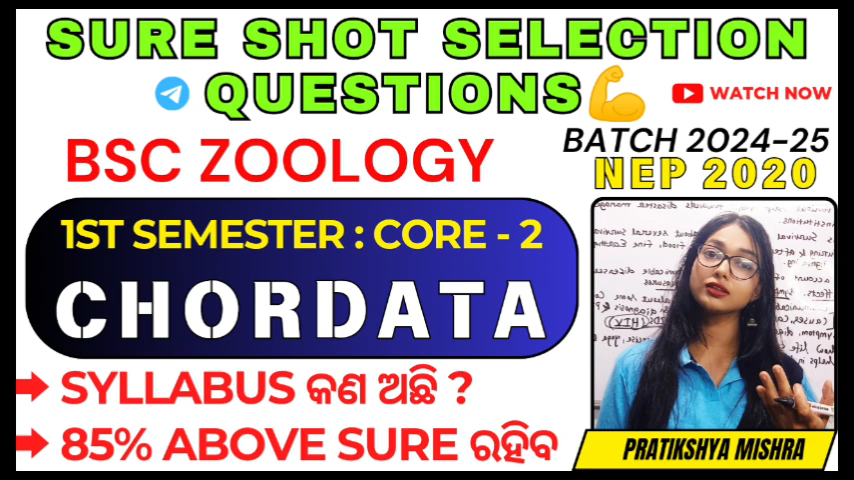 SURE SHOT SELECTION
QUESTIONS
WATCH NOW
BSC ZOOLOGY
BATCH 2024-25
NEP 2020
1ST SEMESTER : CORE - 2
CHORDATA
SYLLABUS କଣ ଅଛି ?
85% ABOVE SURE ରହିବ
PRATIKSHYA MISHRA